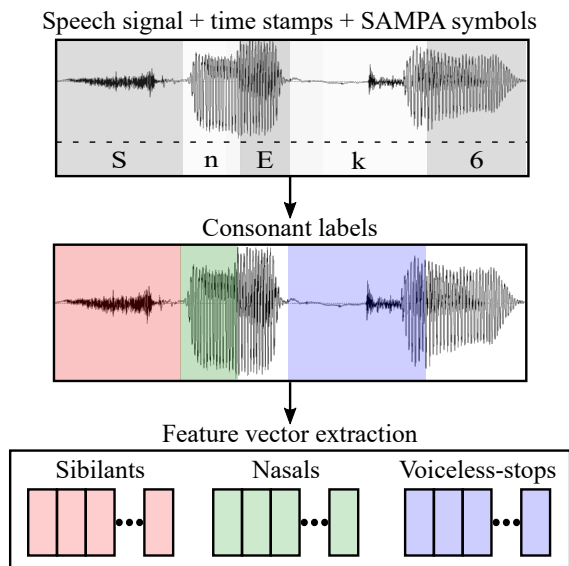 Speech signal + time stamps + SAMPA symbols
S n E k 6
Consonant labels
Feature vector extraction
Sibilants Nasals Voiceless-stops